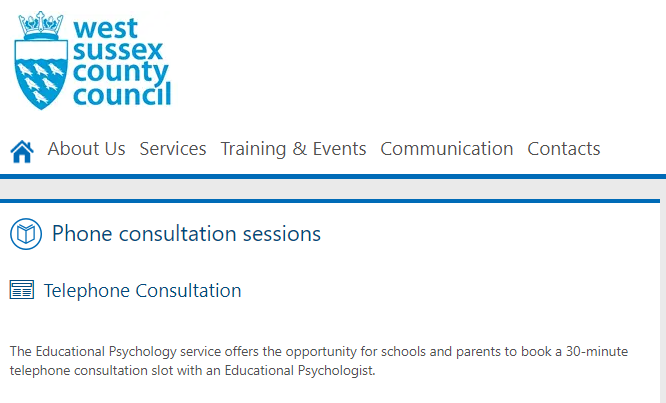 west
sussex
county
council
About Us Services Training & Events Communication Contacts
Phone consultation sessions
Telephone Consultation
The Educational Psychology service offers the opportunity for schools and parents to book a 30-minute
telephone consultation slot with an Educational Psychologist.